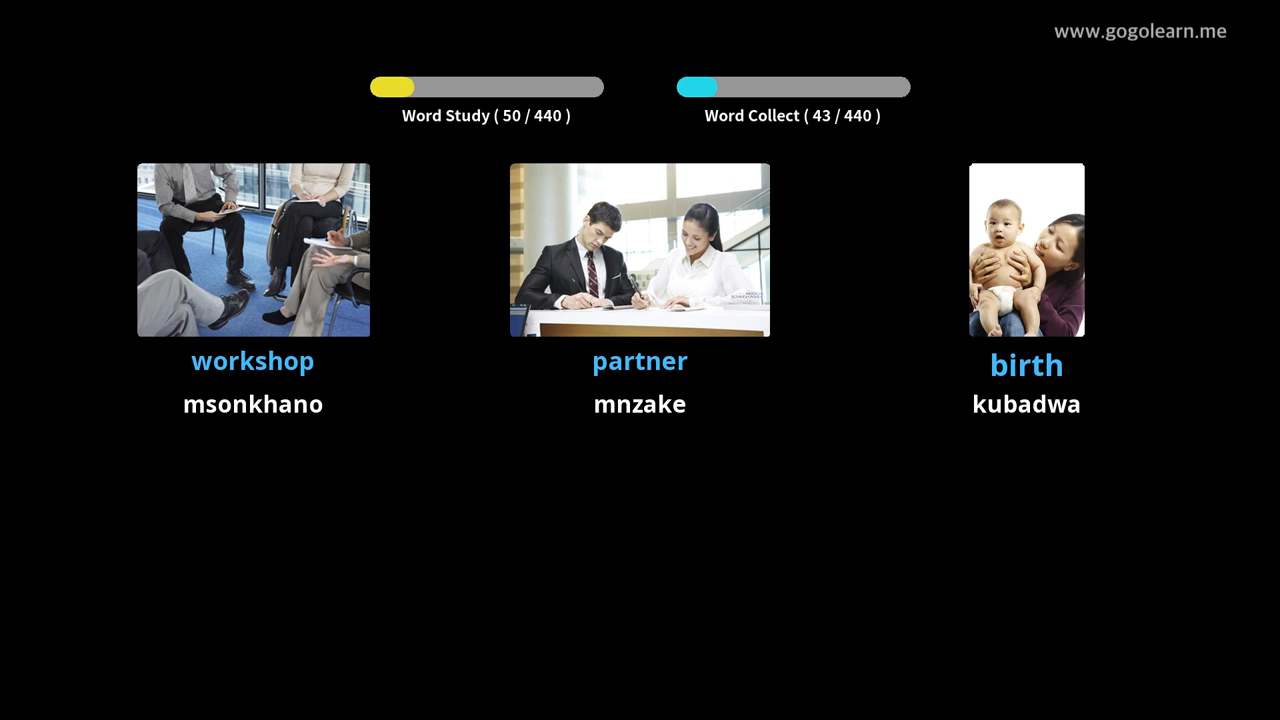 www.gogolearn.me
Word Study ( 50 / 440 )
Word Collect ( 43 / 440 )
workshop
msonkhano
partner
mnzake
birth
kubadwa